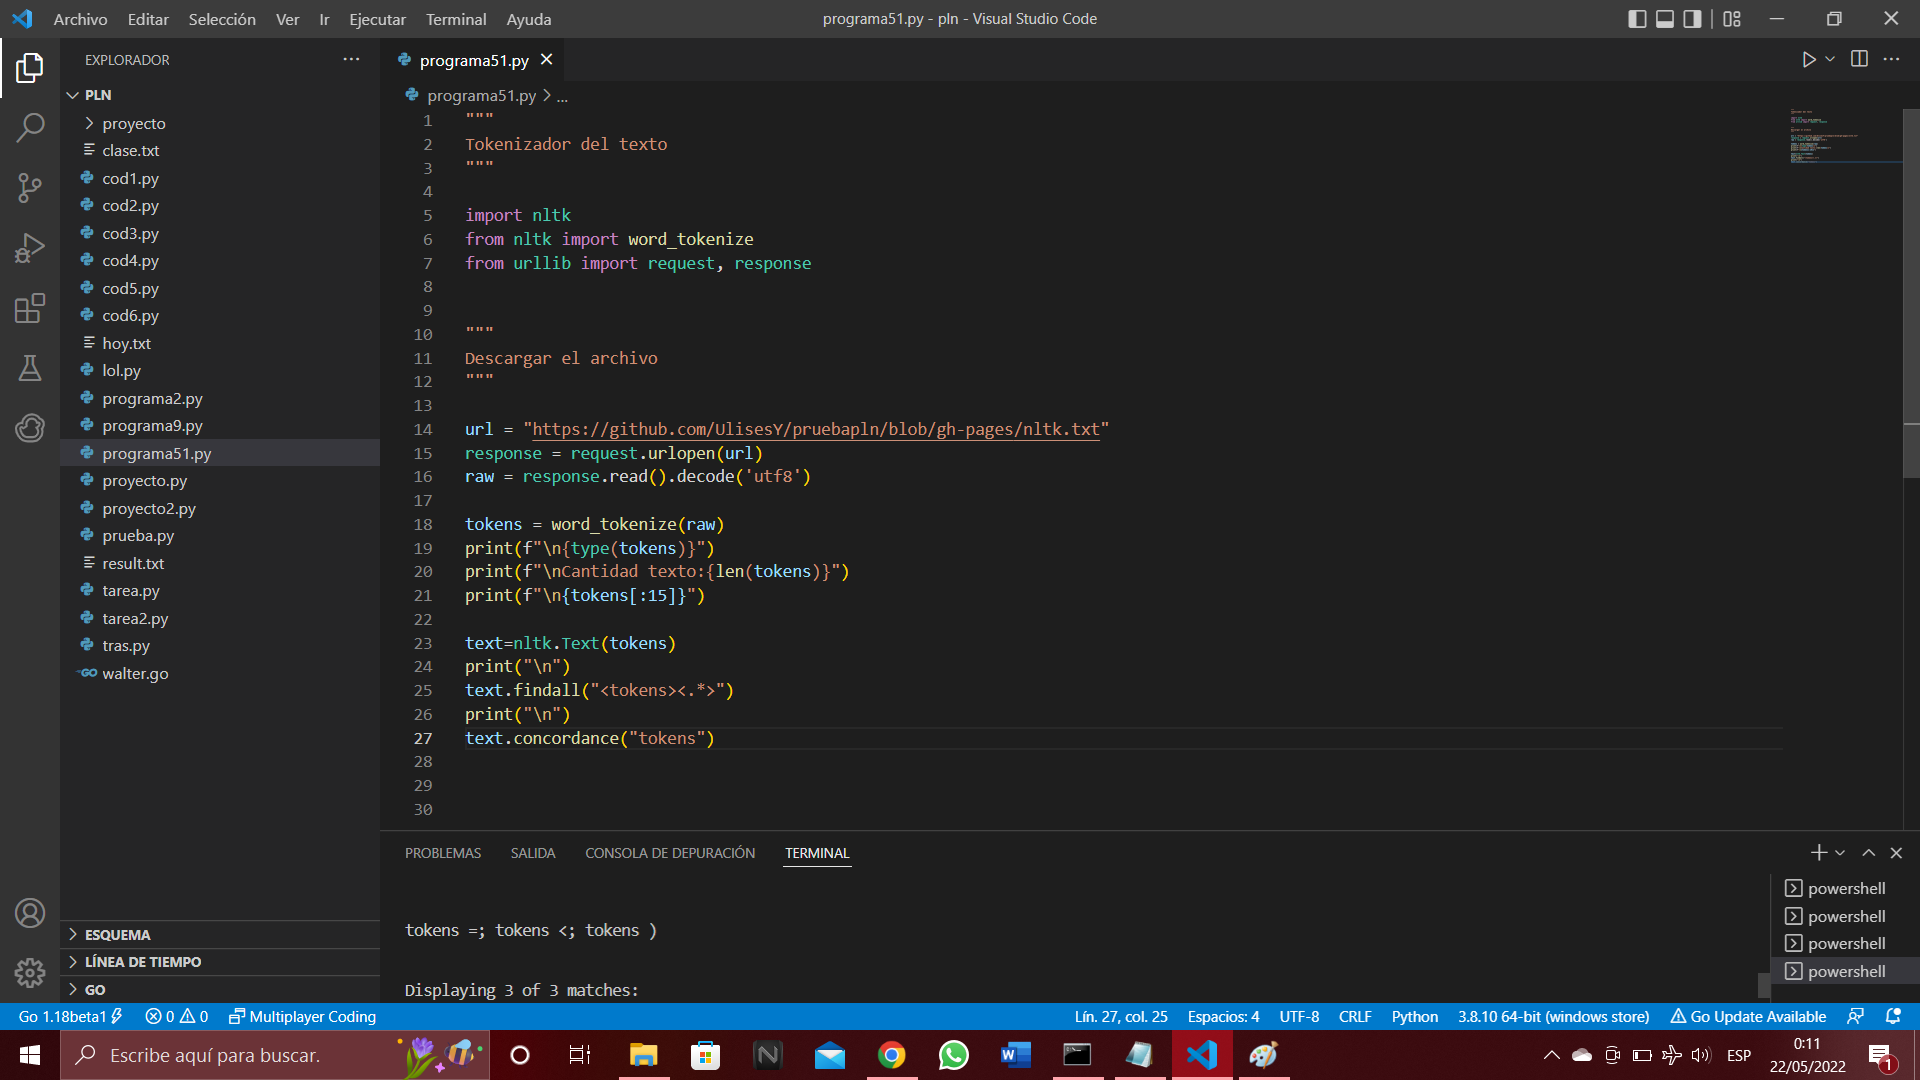 Archivo Editar Selección Ver Ir Ejecutar Terminal Ayuda
programa51.py - pln - Visual Studio Code
EXPLORADOR
PLN
proyecto
clase.txt
cod1.py
cod2.py
cod3.py
cod4.py
cod5.py
cod6.py
hoy.txt
lol.py
programa2.py
programa9.py
programa51.py
proyecto.py
proyecto2.py
prueba.py
result.txt
tarea.py
tarea2.py
tras.py
GO walter.go
ESQUEMA
LÍNEA DE TIEMPO
GO
programa51.py
programa51.py > ...
1 """
2 Tokenizador del texto
3 """
4
5 import nltk
6 from nltk import word_tokenize
7 from urllib import request, response
8
9
10 """
11 Descargar el archivo
12 """
13
14 url = "https://github.com/UlisesY/pruebapln/blob/gh-pages/nltk.txt"
15 response = request.urlopen(url)
16 raw = response.read().decode('utf8')
17
18 tokens = word_tokenize(raw)
19 print(f"\n{type(tokens)}")
20 print(f"\nCantidad texto:{len(tokens)}")
21 print(f"\n{tokens[:15]}")
22
23 text=nltk.Text(tokens)
24 print("\n")
25 text.findall("<tokens><.*>")
26 print("\n")
27 text.concordance("tokens")
28
29
30
PROBLEMAS SALIDA CONSOLA DE DEPURACIÓN TERMINAL
tokens =; tokens <; tokens )
Displaying 3 of 3 matches:
powershell
powershell
powershell
powershell
Go 1.18beta1 0 0 Multiplayer Coding
Lín. 27, col. 25 Espacios: 4 UTF-8 CRLF Python 3.8.10 64-bit (windows store) Go Update Available
Escribe aquí para buscar.
ESP
0:11
22/05/2022
1